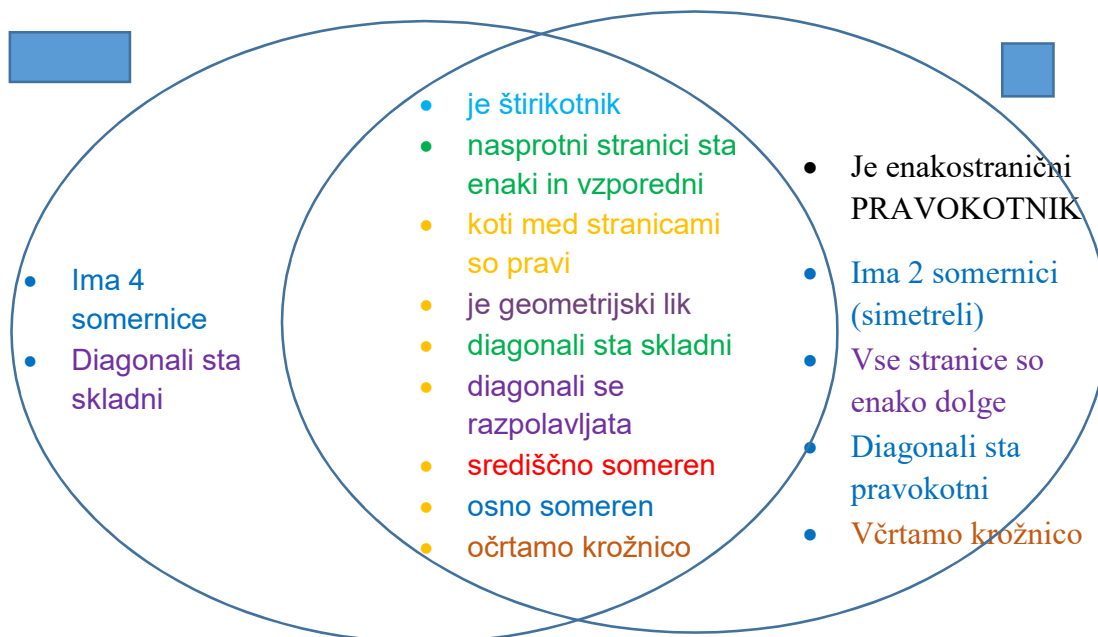 • Ima 4
somernice
• Diagonali sta
skladni
• je štirikotnik
• nasprotni stranici sta
enaki in vzporedni
• koti med stranicami
so pravi
• je geometrijski lik
• diagonali sta skladni
• diagonali se
razpolavljata
• središčno someren
• osno someren
• očrtamo krožnico
• Je enakostranični
PRAVOKOTNIK
• Ima 2 somernici
(simetreli)
• Vse stranice so
enako dolge
• Diagonali sta
pravokotni
• Včrtamo krožnico